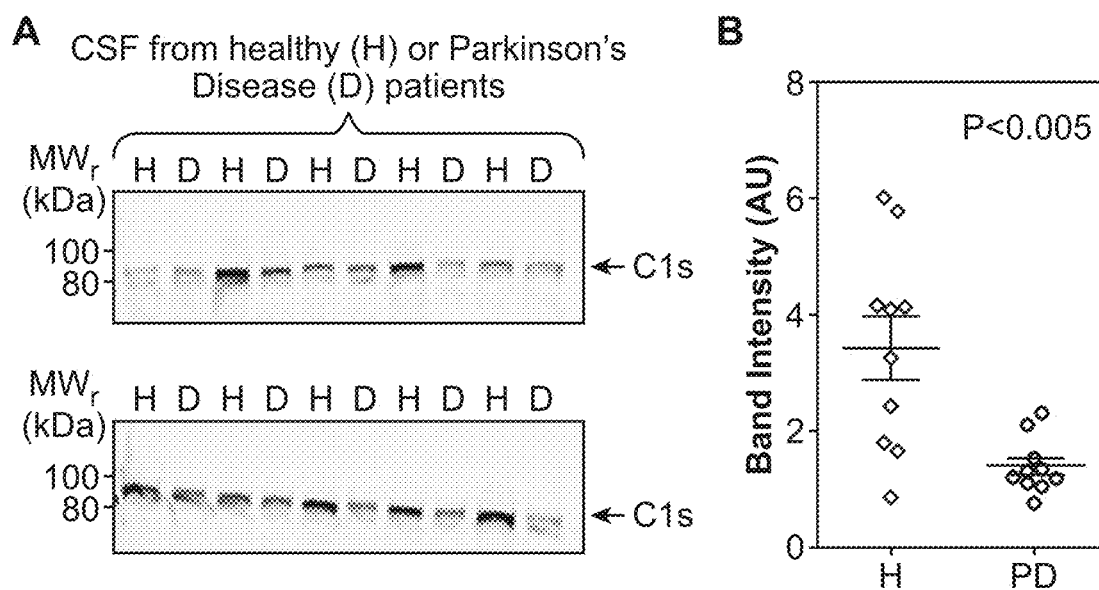 A
CSF from healthy (H) or Parkinson's
Disease (D) patients
MWr
(kDa)
H D H D H D H D H D
100
80
C1s
MWr
(kDa)
H D H D H D H D H D
100
80
C1s
B
P<0.005
Band Intensity (AU)
8
6
4
2
0
H PD